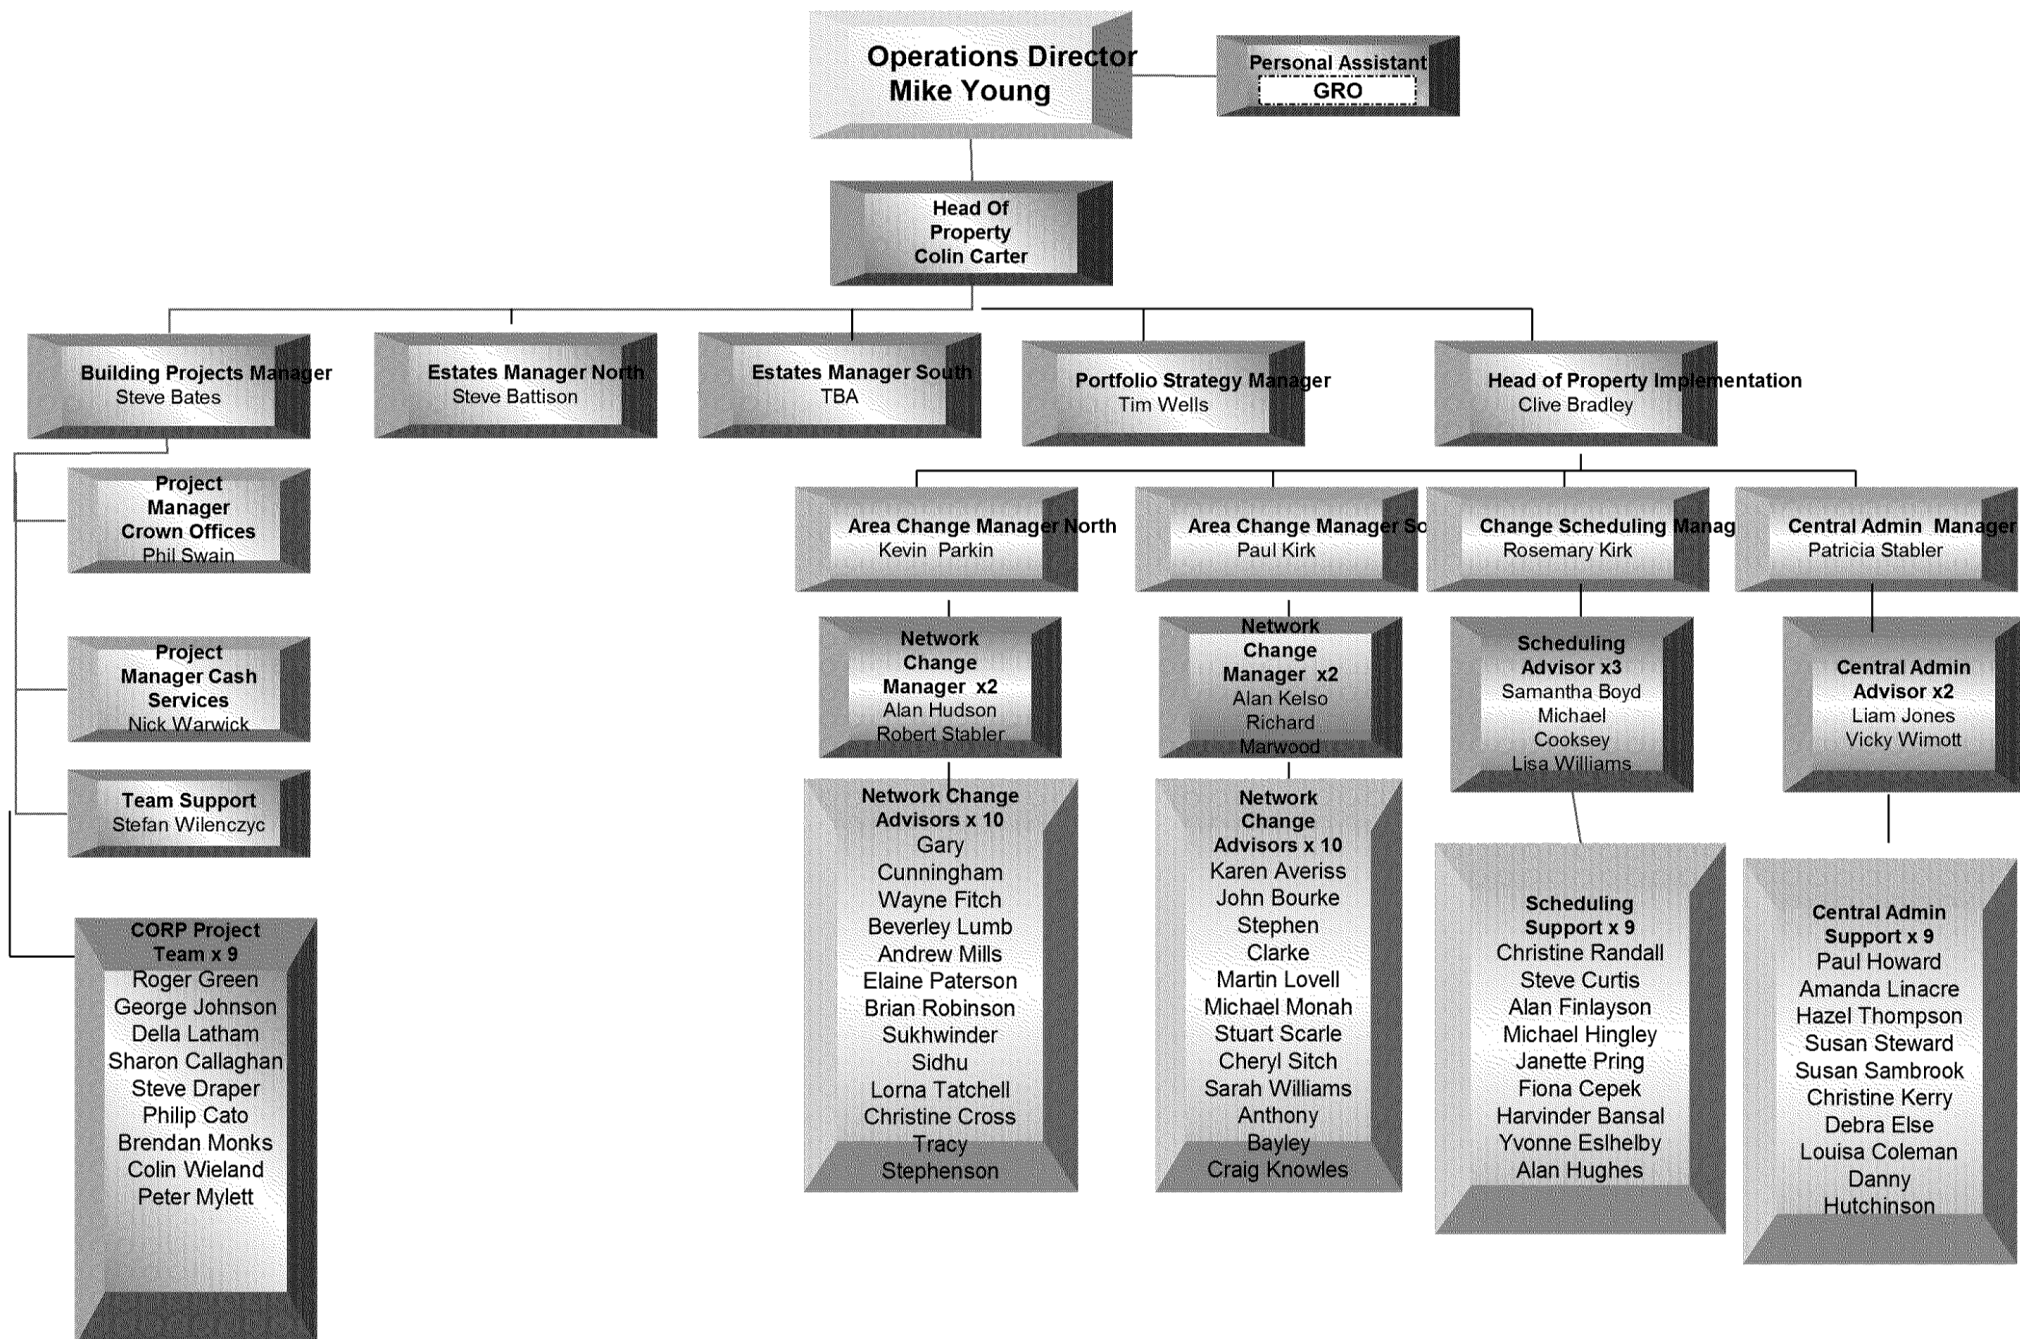 Operations Director
Mike Young
Personal Assistant
GRO
Head Of
Property
Colin Carter
Building Projects Manager
Steve Bates
Estates Manager North
Steve Battison
Estates Manager South
TBA
Portfolio Strategy Manager
Tim Wells
Head of Property Implementation
Clive Bradley
Project
Manager
Crown Offices
Phil Swain
Project
Manager Cash
Services
Nick Warwick
Team Support
Stefan Wilenczyc
CORP Project
Team x 9
Roger Green
George Johnson
Della Latham
Sharon Callaghan
Steve Draper
Philip Cato
Brendan Monks
Colin Wieland
Peter Mylett
Area Change Manager North
Kevin Parkin
Network
Change
Manager x2
Alan Hudson
Robert Stabler
Network Change
Advisors x 10
Gary
Cunningham
Wayne Fitch
Beverley Lumb
Andrew Mills
Elaine Paterson
Brian Robinson
Sukhwinder
Sidhu
Lorna Tatchell
Christine Cross
Tracy
Stephenson
Area Change Manager So
Paul Kirk
Network
Change
Manager x2
Alan Kelso
Richard
Marwood
Network
Change
Advisors x 10
Karen Averiss
John Bourke
Stephen
Clarke
Martin Lovell
Michael Monah
Stuart Scarle
Cheryl Sitch
Sarah Williams
Anthony
Bayley
Craig Knowles
Change Scheduling Manag
Rosemary Kirk
Scheduling
Advisor x3
Samantha Boyd
Michael
Cooksey
Lisa Williams
Scheduling
Support x 9
Christine Randall
Steve Curtis
Alan Finlayson
Michael Hingley
Janette Pring
Fiona Cepek
Harvinder Bansal
Yvonne Eslhelby
Alan Hughes
Central Admin Manager
Patricia Stabler
Central Admin
Advisor x2
Liam Jones
Vicky Wimott
Central Admin
Support x 9
Paul Howard
Amanda Linacre
Hazel Thompson
Susan Steward
Susan Sambrook
Christine Kerry
Debra Else
Louisa Coleman
Danny
Hutchinson